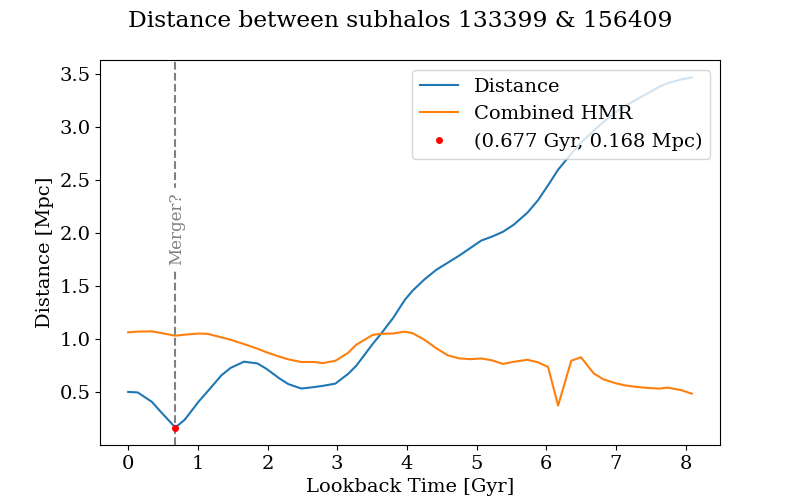 Distance between subhalos 133399 & 156409
3.5
3.0
2.5
2.0
1.5
1.0
0.5
Distance [Mpc]
Distance
Combined HMR
(0.677 Gyr, 0.168 Mpc)
Merger?
0 1 2 3 4 5 6 7 8
Lookback Time [Gyr]